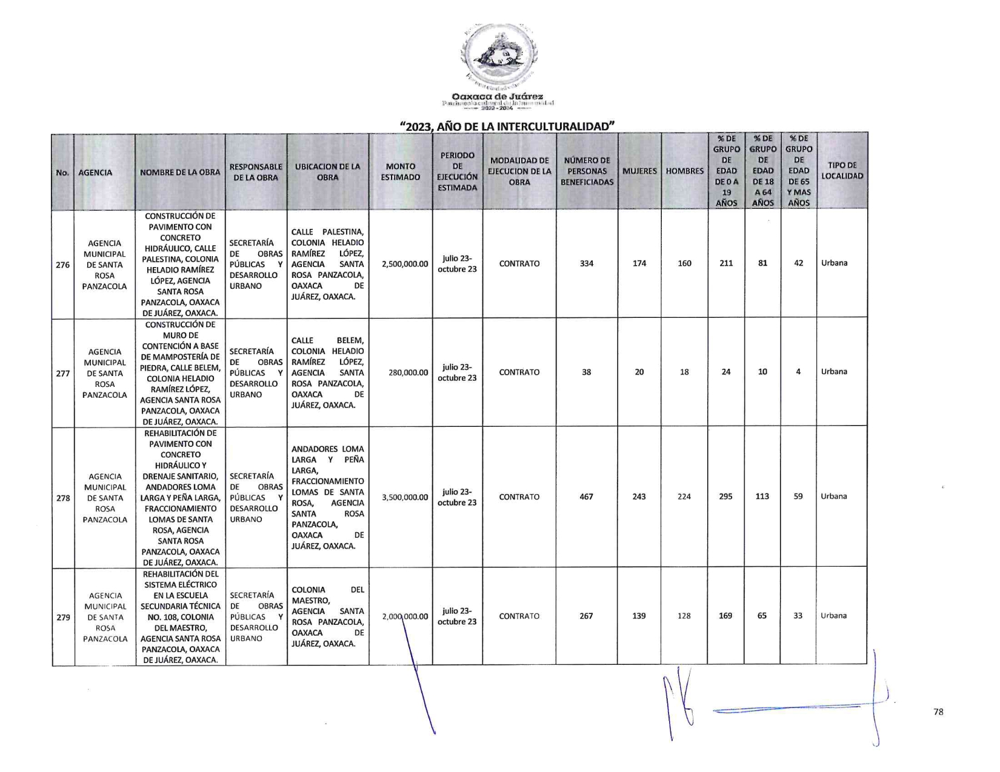 Oaxaca de Juárez
Patrimonio cultural de la humanidad
2022 - 2024
“2023, AÑO DE LA INTERCULTURALIDAD”
No.
AGENCIA
NOMBRE DE LA OBRA
RESPONSABLE
DE LA OBRA
UBICACION DE LA
OBRA
MONTO
ESTIMADO
PERIODO
DE
EJECUCIÓN
ESTIMADA
MODALIDAD DE
EJECUCION DE LA
OBRA
NÚMERO DE
PERSONAS
BENEFICIADAS
MUJERES
HOMBRES
% DE
GRUPO
DE
EDAD
DE 0 A
19
AÑOS
% DE
GRUPO
DE
EDAD
DE 18
A 64
AÑOS
% DE
GRUPO
DE
EDAD
DE 65
Y MAS
AÑOS
TIPO DE
LOCALIDAD
276
AGENCIA
MUNICIPAL
DE SANTA
ROSA
PANZACOLA
CONSTRUCCIÓN DE
PAVIMENTO CON
CONCRETO
HIDRÁULICO, CALLE
PALESTINA, COLONIA
HELADIO RAMÍREZ
LÓPEZ, AGENCIA
SANTA ROSA
PANZACOLA, OAXACA
DE JUÁREZ, OAXACA.
SECRETARÍA
DE OBRAS
PÚBLICAS Y
DESARROLLO
URBANO
CALLE PALESTINA,
COLONIA HELADIO
RAMÍREZ LÓPEZ,
AGENCIA SANTA
ROSA PANZACOLA,
OAXACA DE
JUÁREZ, OAXACA.
2,500,000.00
julio 23-
octubre 23
CONTRATO
334
174
160
211
81
42
Urbana
277
AGENCIA
MUNICIPAL
DE SANTA
ROSA
PANZACOLA
CONSTRUCCIÓN DE
MURO DE
CONTENCIÓN A BASE
DE MAMPOSTERÍA DE
PIEDRA, CALLE BELEM,
COLONIA HELADIO
RAMÍREZ LÓPEZ,
AGENCIA SANTA ROSA
PANZACOLA, OAXACA
DE JUÁREZ, OAXACA.
SECRETARÍA
DE OBRAS
PÚBLICAS Y
DESARROLLO
URBANO
CALLE BELEM,
COLONIA HELADIO
RAMÍREZ LÓPEZ,
AGENCIA SANTA
ROSA PANZACOLA,
OAXACA DE
JUÁREZ, OAXACA.
280,000.00
julio 23-
octubre 23
CONTRATO
38
20
18
24
10
4
Urbana
278
AGENCIA
MUNICIPAL
DE SANTA
ROSA
PANZACOLA
REHABILITACIÓN DE
PAVIMENTO CON
CONCRETO
HIDRÁULICO Y
DRENAJE SANITARIO,
ANDADORES LOMA
LARGA Y PEÑA LARGA,
FRACCIONAMIENTO
LOMAS DE SANTA
ROSA, AGENCIA
SANTA ROSA
PANZACOLA, OAXACA
DE JUÁREZ, OAXACA.
SECRETARÍA
DE OBRAS
PÚBLICAS Y
DESARROLLO
URBANO
ANDADORES LOMA
LARGA Y PEÑA
LARGA,
FRACCIONAMIENTO
LOMAS DE SANTA
ROSA, AGENCIA
SANTA ROSA
PANZACOLA,
OAXACA DE
JUÁREZ, OAXACA.
3,500,000.00
julio 23-
octubre 23
CONTRATO
467
243
224
295
113
59
Urbana
279
AGENCIA
MUNICIPAL
DE SANTA
ROSA
PANZACOLA
REHABILITACIÓN DEL
SISTEMA ELÉCTRICO
EN LA ESCUELA
SECUNDARIA TÉCNICA
NO. 108, COLONIA
DEL MAESTRO,
AGENCIA SANTA ROSA
PANZACOLA, OAXACA
DE JUÁREZ, OAXACA.
SECRETARÍA
DE OBRAS
PÚBLICAS Y
DESARROLLO
URBANO
COLONIA DEL
MAESTRO,
AGENCIA SANTA
ROSA PANZACOLA,
OAXACA DE
JUÁREZ, OAXACA.
2,000,000.00
julio 23-
octubre 23
CONTRATO
267
139
128
169
65
33
Urbana
78